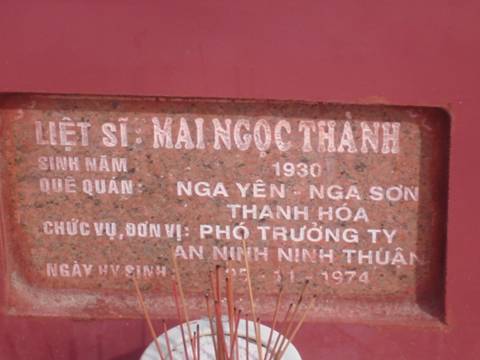 LIỆT SĨ: MAI NGỌC THÀNH
SINH NĂM 1930
QUÊ QUÁN: NGA YÊN - NGA SƠN
THANH HÓA
CHỨC VỤ, ĐƠN VỊ: PHÓ TRƯỞNG TY
AN NINH NINH THUẬN
NGÀY HY SINH 05 - 11 - 1974